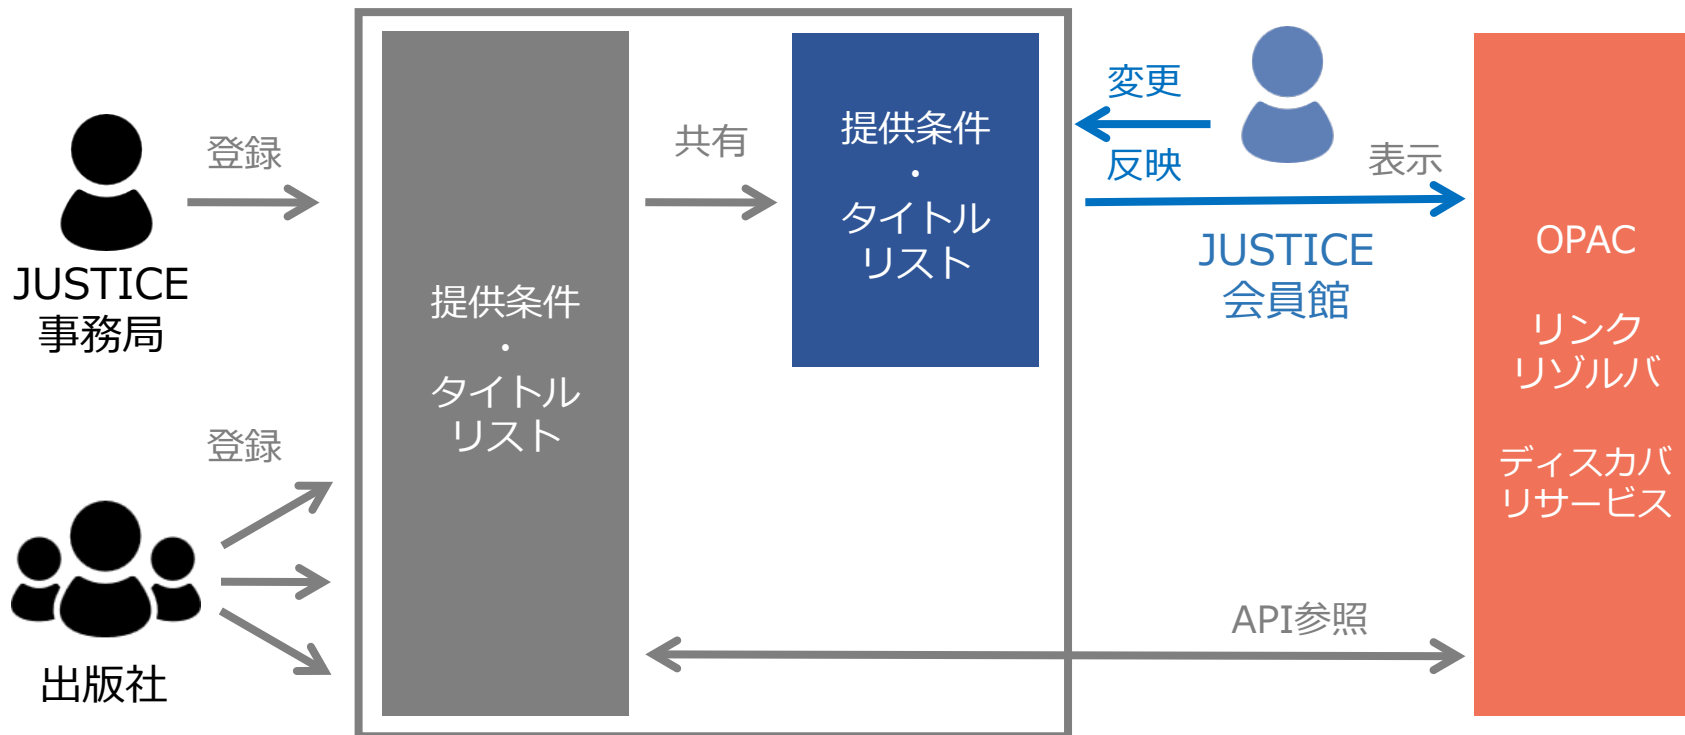 登録
JUSTICE
事務局
登録
出版社
提供条件
・
タイトル
リスト
共有
提供条件
・
タイトル
リスト
変更
反映
JUSTICE
会員館
表示
OPAC
リンク
リゾルバ
ディスカバ
リサービス
API参照